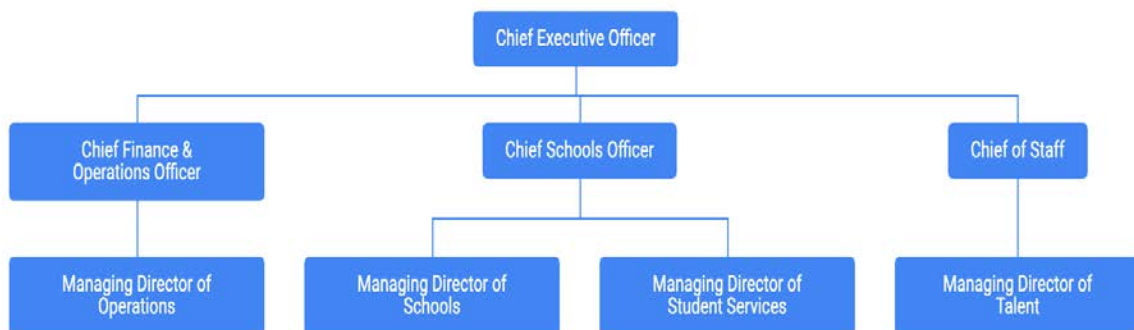 Chief Executive Officer
Chief Finance &
Operations Officer
Chief Schools Officer
Chief of Staff
Managing Director of
Operations
Managing Director of
Schools
Managing Director of
Student Services
Managing Director of
Talent